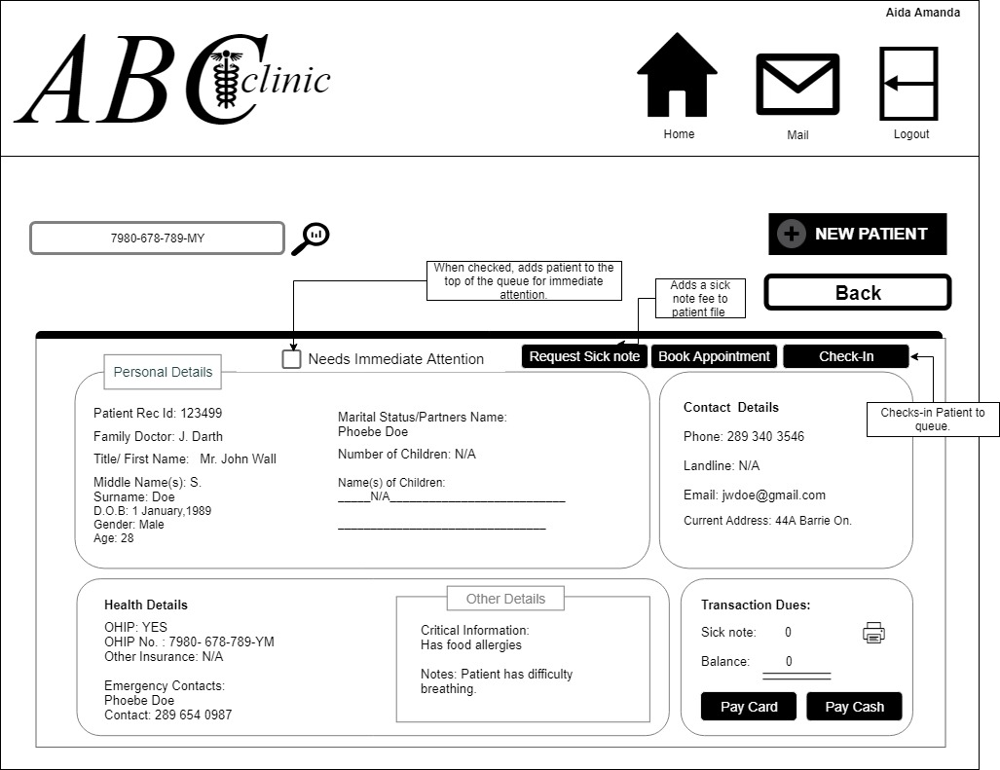 Aida Amanda
ABC clinic
Home
Mail
Logout
7980-678-789-MY
NEW PATIENT
When checked, adds patient to the
top of the queue for immediate
attention.
Adds a sick
note fee to
patient file
Back
Needs Immediate Attention
Request Sick note
Book Appointment
Check-In
Checks-in Patient to
queue.
Personal Details
Patient Rec Id: 123499
Family Doctor: J. Darth
Title/ First Name: Mr. John Wall
Middle Name(s): S.
Surname: Doe
D.O.B: 1 January,1989
Gender: Male
Age: 28
Marital Status/Partners Name:
Phoebe Doe
Number of Children: N/A
Name(s) of Children:
_____N/A___________________________
________________________________
Contact Details
Phone: 289 340 3546
Landline: N/A
Email: jwdoe@gmail.com
Current Address: 44A Barrie On.
Health Details
OHIP: YES
OHIP No. : 7980- 678-789-YM
Other Insurance: N/A
Emergency Contacts:
Phoebe Doe
Contact: 289 654 0987
Other Details
Critical Information:
Has food allergies
Notes: Patient has difficulty
breathing.
Transaction Dues:
Sick note: 0
Balance: 0
Pay Card
Pay Cash